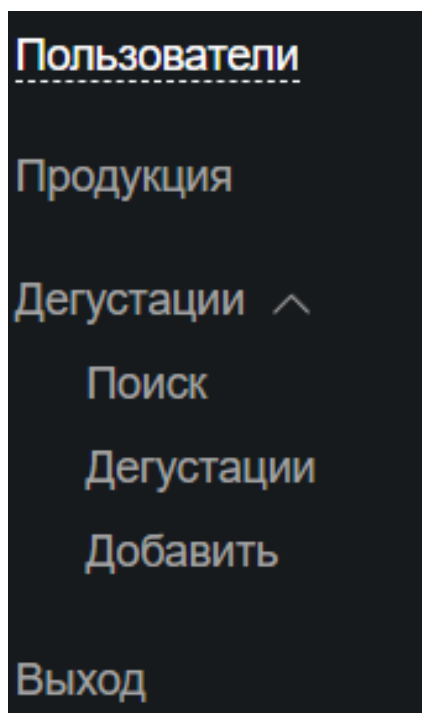 Пользователи
Продукция
Дегустации
Поиск
Дегустации
Добавить
Выход